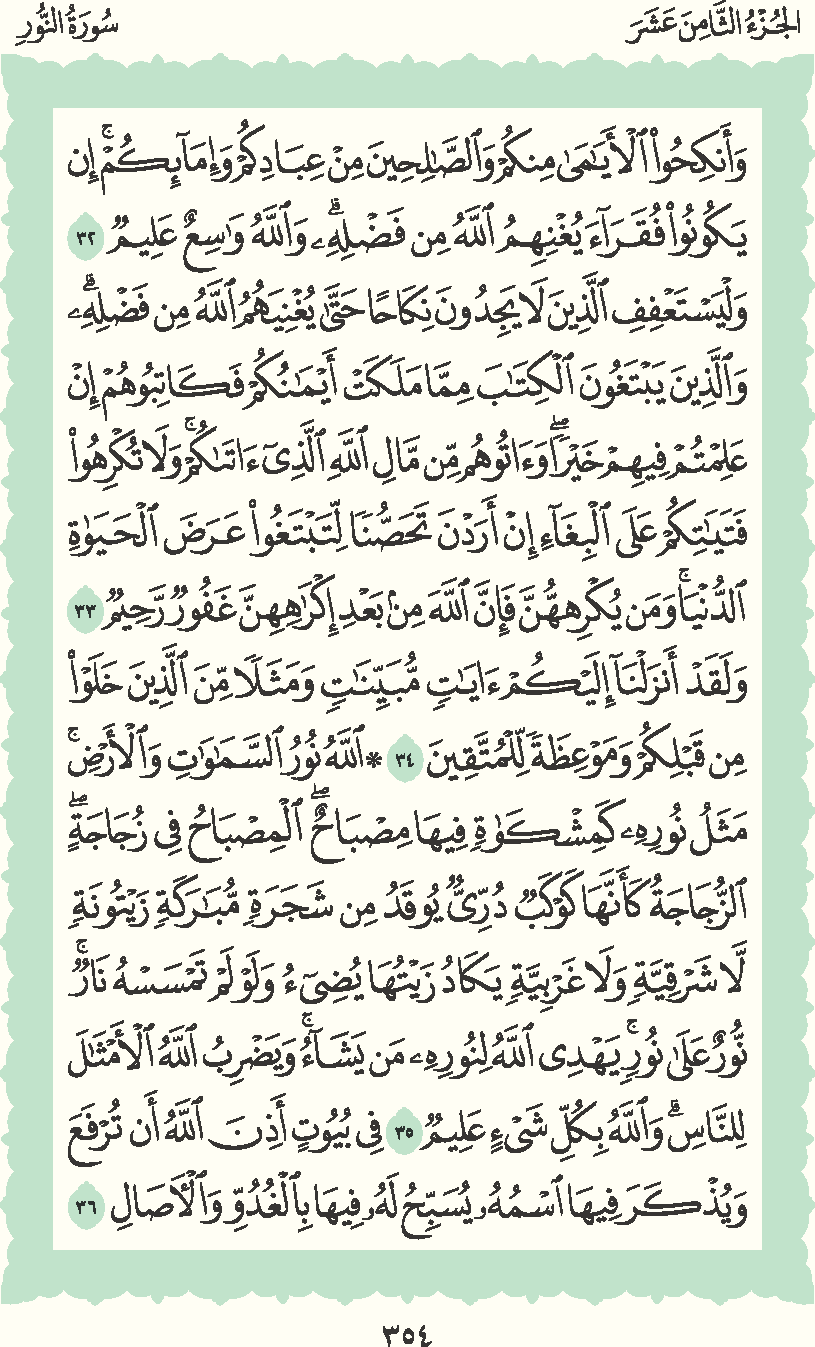 الجُزْءُ الثَّامِنَ عَشَرَ
سُورَةُ النُّورِ
وَأَنكِحُوا۟ ٱلْأَيَـٰمَىٰ مِنكُمْ وَٱلصَّـٰلِحِينَ مِنْ عِبَادِكُمْ وَإِمَآئِكُمْ ۚ إِن
يَكُونُوا۟ فُقَرَآءَ يُغْنِهِمُ ٱللَّهُ مِن فَضْلِهِۦ ۗ وَٱللَّهُ وَٰسِعٌ عَلِيمٌ ٣٢
وَلْيَسْتَعْفِفِ ٱلَّذِينَ لَا يَجِدُونَ نِكَاحًا حَتَّىٰ يُغْنِيَهُمُ ٱللَّهُ مِن فَضْلِهِۦ ۗ
وَٱلَّذِينَ يَبْتَغُونَ ٱلْكِتَـٰبَ مِمَّا مَلَكَتْ أَيْمَـٰنُكُمْ فَكَاتِبُوهُمْ إِنْ
عَلِمْتُمْ فِيهِمْ خَيْرًا ۖ وَءَاتُوهُم مِّن مَّالِ ٱللَّهِ ٱلَّذِىٓ ءَاتَىٰكُمْ ۚ وَلَا تُكْرِهُوا۟
فَتَيَـٰتِكُمْ عَلَى ٱلْبِغَآءِ إِنْ أَرَدْنَ تَحَصُّنًا لِّتَبْتَغُوا۟ عَرَضَ ٱلْحَيَوٰةِ
ٱلدُّنْيَا ۚ وَمَن يُكْرِههُّنَّ فَإِنَّ ٱللَّهَ مِنۢ بَعْدِ إِكْرَٰهِهِنَّ غَفُورٌ رَّحِيمٌ ٣٣
وَلَقَدْ أَنزَلْنَآ إِلَيْكُمْ ءَايَـٰتٍ مُّبَيِّنَـٰتٍ وَمَثَلًا مِّنَ ٱلَّذِينَ خَلَوْا۟
مِن قَبْلِكُمْ وَمَوْعِظَةً لِّلْمُتَّقِينَ ٣٤ * ٱللَّهُ نُورُ ٱلسَّمَـٰوَٰتِ وَٱلْأَرْضِ ۚ
مَثَلُ نُورِهِۦ كَمِشْكَوٰةٍ فِيهَا مِصْبَاحٌ ۖ ٱلْمِصْبَاحُ فِى زُجَاجَةٍ ۖ
ٱلزُّجَاجَةُ كَأَنَّهَا كَوْكَبٌ دُرِّىٌّ يُوقَدُ مِن شَجَرَةٍ مُّبَـٰرَكَةٍ زَيْتُونَةٍ
لَّا شَرْقِيَّةٍ وَلَا غَرْبِيَّةٍ يَكَادُ زَيْتُهَا يُضِىٓءُ وَلَوْ لَمْ تَمْسَسْهُ نَارٌ ۚ
نُّورٌ عَلَىٰ نُورٍ ۗ يَهْدِى ٱللَّهُ لِنُورِهِۦ مَن يَشَآءُ ۚ وَيَضْرِبُ ٱللَّهُ ٱلْأَمْثَـٰلَ
لِلنَّاسِ ۗ وَٱللَّهُ بِكُلِّ شَىْءٍ عَلِيمٌ ٣٥ فِى بُيُوتٍ أَذِنَ ٱللَّهُ أَن تُرْفَعَ
وَيُذْكَرَ فِيهَا ٱسْمُهُۥ يُسَبِّحُ لَهُۥ فِيهَا بِٱلْغُدُوِّ وَٱلْـَٔاصَالِ ٣٦
٣٥٤